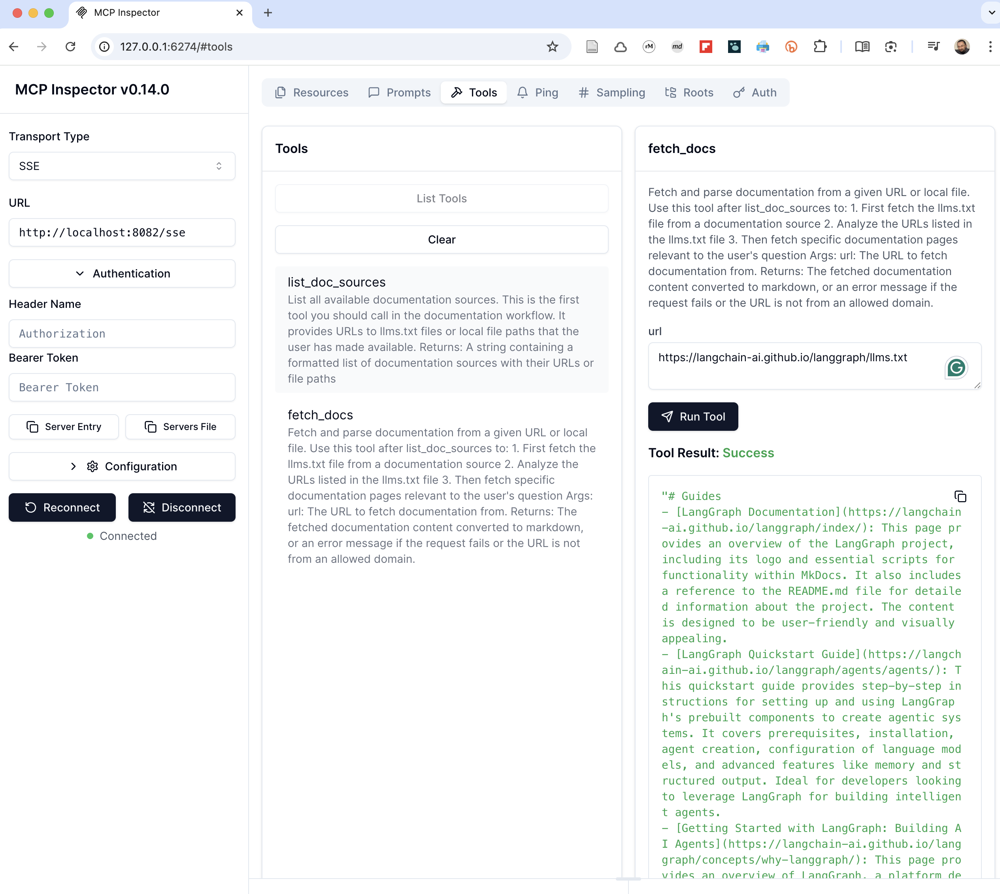 MCP Inspector
127.0.0.1:6274/#tools
rM
md
MCP Inspector v0.14.0
Transport Type
SSE
URL
http://localhost:8082/sse
Authentication
Header Name
Authorization
Bearer Token
Bearer Token
Server Entry
Servers File
Configuration
Reconnect
Disconnect
Connected
Resources
Prompts
Tools
Ping
Sampling
Roots
Auth
Tools
List Tools
Clear
list_doc_sources
List all available documentation sources. This is the first
tool you should call in the documentation workflow. It
provides URLs to llms.txt files or local file paths that the
user has made available. Returns: A string containing a
formatted list of documentation sources with their URLs or
file paths
fetch_docs
Fetch and parse documentation from a given URL or local
file. Use this tool after list_doc_sources to: 1. First fetch the
llms.txt file from a documentation source 2. Analyze the
URLs listed in the llms.txt file 3. Then fetch specific
documentation pages relevant to the user's question Args:
url: The URL to fetch documentation from. Returns: The
fetched documentation content converted to markdown,
or an error message if the request fails or the URL is not
from an allowed domain.
fetch_docs
Fetch and parse documentation from a given URL or local file.
Use this tool after list_doc_sources to: 1. First fetch the llms.txt
file from a documentation source 2. Analyze the URLs listed in
the llms.txt file 3. Then fetch specific documentation pages
relevant to the user's question Args: url: The URL to fetch
documentation from. Returns: The fetched documentation
content converted to markdown, or an error message if the
request fails or the URL is not from an allowed domain.
url
https://langchain-ai.github.io/langgraph/llms.txt
Run Tool
Tool Result: Success
"# Guides
- [LangGraph Documentation](https://langchain
-ai.github.io/langgraph/index/): This page pr
ovides an overview of the LangGraph project,
including its logo and essential scripts for
functionality within MkDocs. It also includes
a reference to the README.md file for detaile
d information about the project. The content
is designed to be user-friendly and visually
appealing.
- [LangGraph Quickstart Guide](https://langch
ain-ai.github.io/langgraph/agents/agents/): T
his quickstart guide provides step-by-step in
structions for setting up and using LangGrap
h's prebuilt components to create agentic sys
tems. It covers prerequisites, installation,
agent creation, configuration of language mod
els, and advanced features like memory and st
ructured output. Ideal for developers looking
to leverage LangGraph for building intelligen
t agents.
- [Getting Started with LangGraph: Building A
I Agents](https://langchain-ai.github.io/lang
graph/concepts/why-langgraph/): This page pro
vides an overview of LangGraph, a platform de